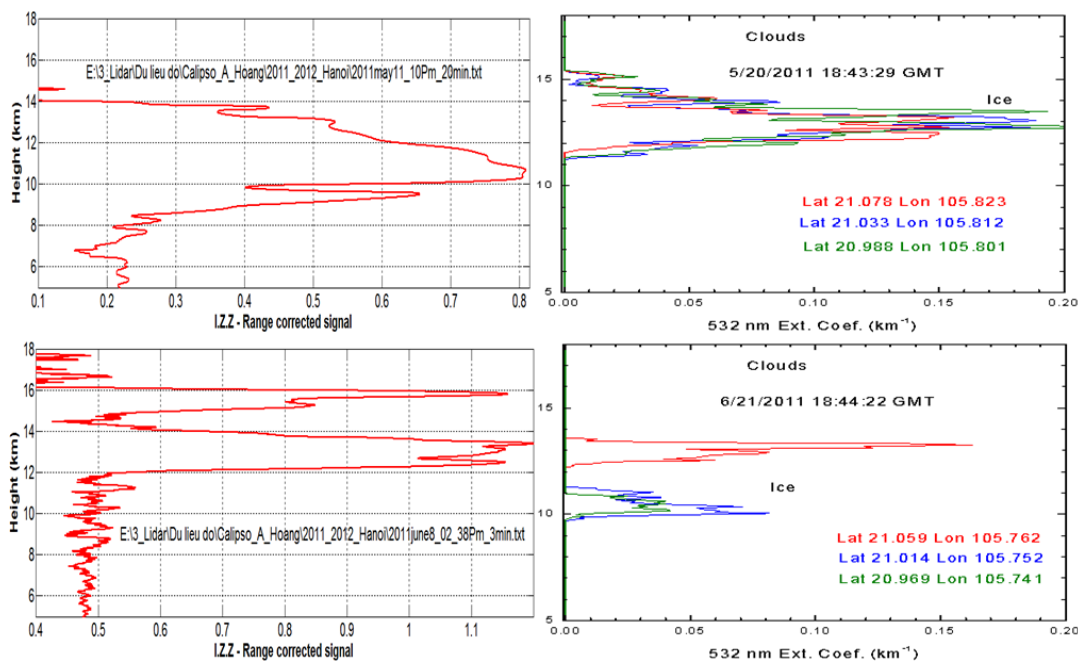 18
16
14
12
10
8
6
Height (km)
E:\3_Lidar\Du lieu do\Calipso_A_Hoang\2011_2012_Hanoi\2011may11_10Pm_20min.txt
0.1 0.2 0.3 0.4 0.5 0.6 0.7 0.8
I.Z.Z - Range corrected signal
Clouds
15
5/20/2011 18:43:29 GMT
Ice
10
Lat 21.078 Lon 105.823
Lat 21.033 Lon 105.812
Lat 20.988 Lon 105.801
5
0.00 0.05 0.10 0.15 0.20
532 nm Ext. Coef. (km⁻¹)
18
16
14
12
10
8
6
Height (km)
E:\3_Lidar\Du lieu do\Calipso_A_Hoang\2011_2012_Hanoi\2011june8_02_38Pm_3min.txt
0.4 0.5 0.6 0.7 0.8 0.9 1 1.1
I.Z.Z - Range corrected signal
Clouds
6/21/2011 18:44:22 GMT
15
Ice
10
Lat 21.059 Lon 105.762
Lat 21.014 Lon 105.752
Lat 20.969 Lon 105.741
5
0.00 0.05 0.10 0.15 0.20
532 nm Ext. Coef. (km⁻¹)